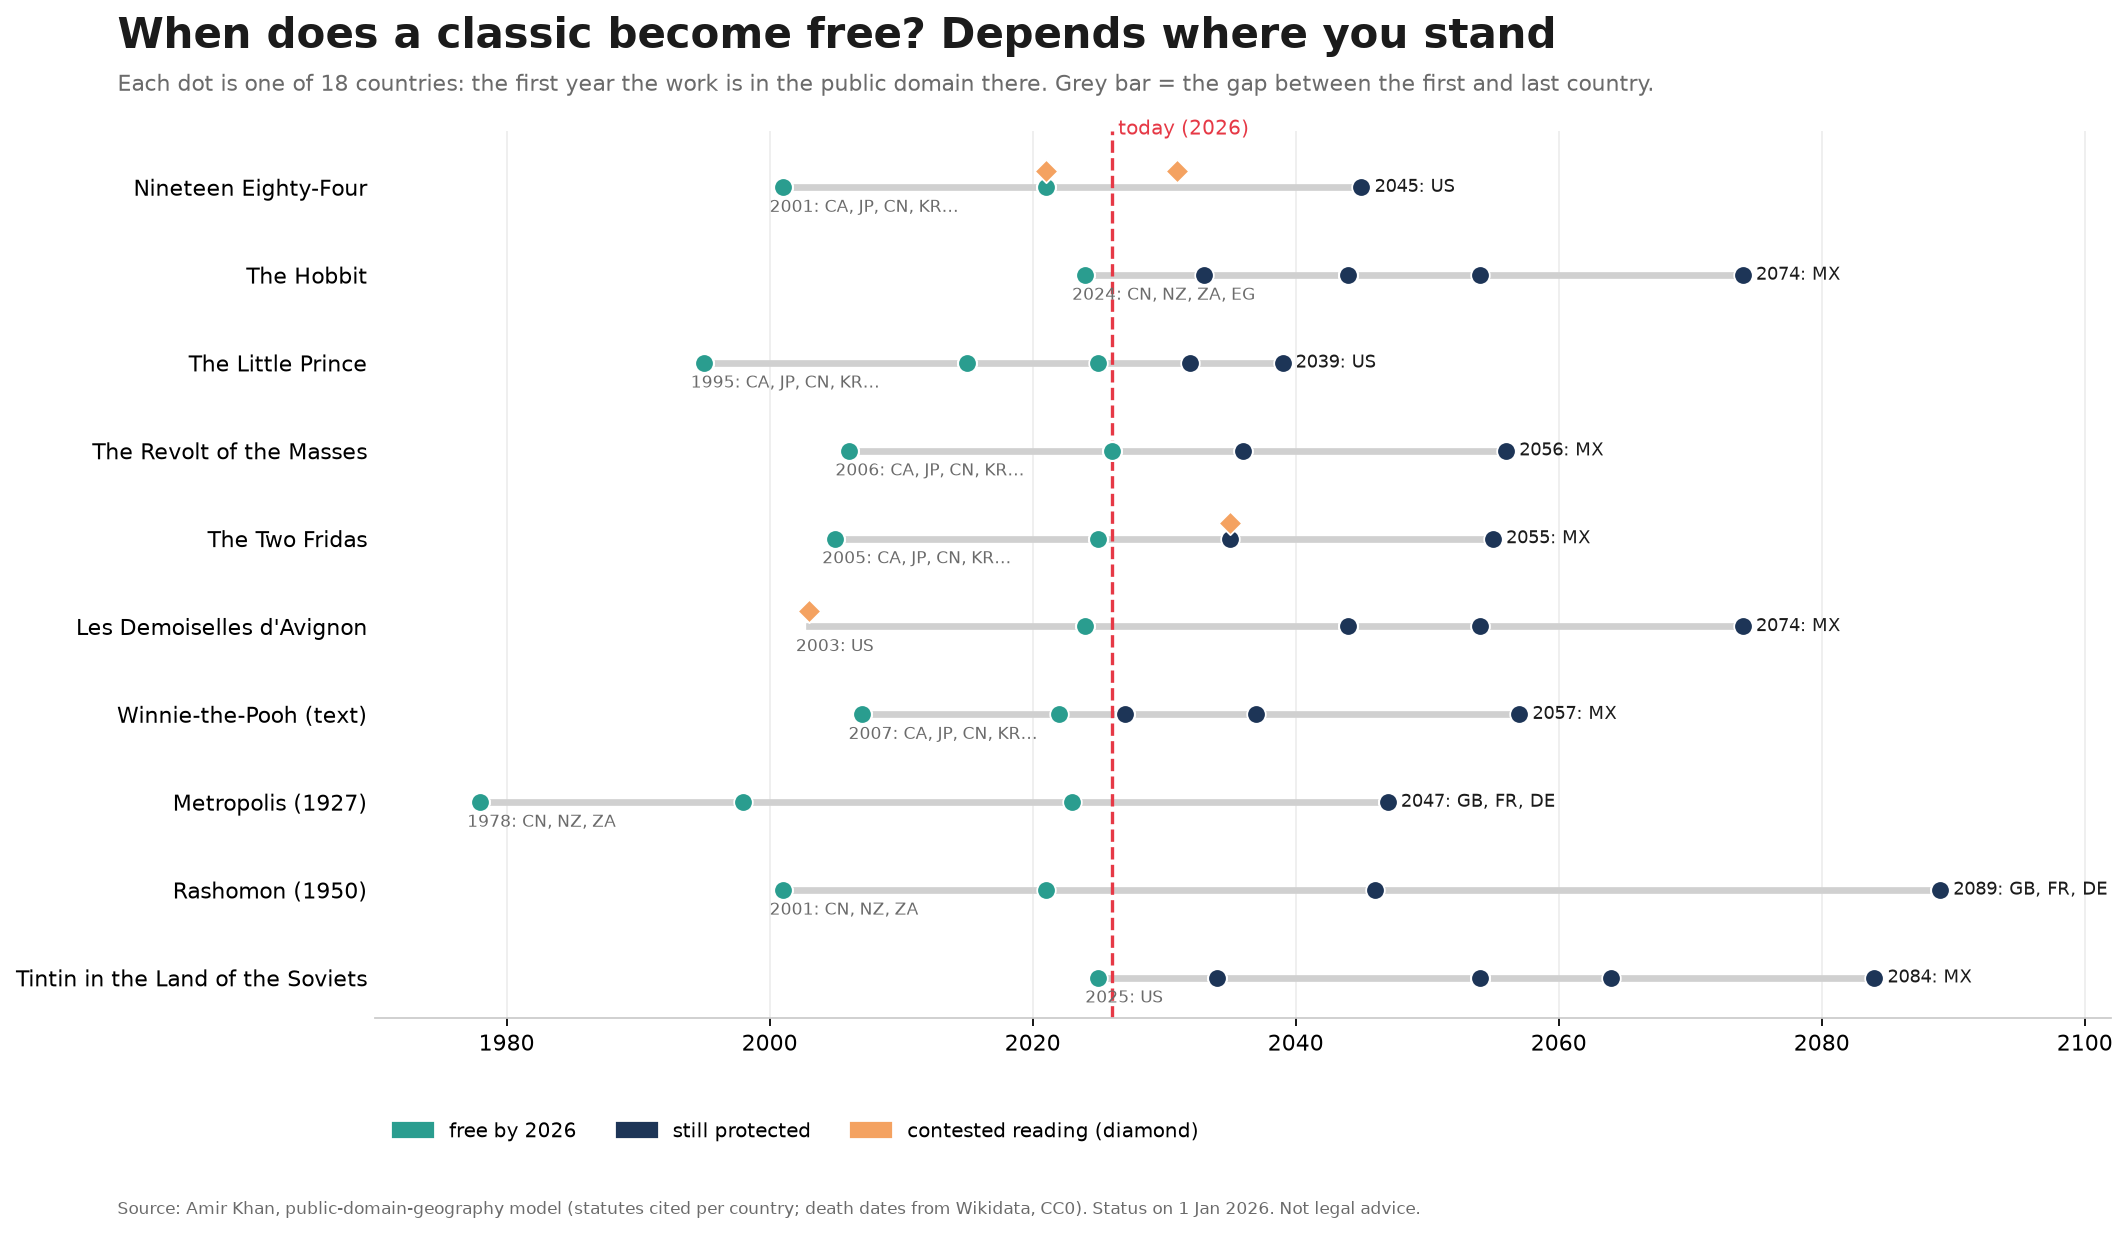 When does a classic become free? Depends where you stand
Each dot is one of 18 countries: the first year the work is in the public domain there. Grey bar = the gap between the first and last country.
today (2026)
Nineteen Eighty-Four
2045: US
2001: CA, JP, CN, KR…
The Hobbit
2074: MX
2024: CN, NZ, ZA, EG
The Little Prince
2039: US
1995: CA, JP, CN, KR…
The Revolt of the Masses
2056: MX
2006: CA, JP, CN, KR…
The Two Fridas
2055: MX
2005: CA, JP, CN, KR…
Les Demoiselles d'Avignon
2074: MX
2003: US
Winnie-the-Pooh (text)
2057: MX
2007: CA, JP, CN, KR…
Metropolis (1927)
2047: GB, FR, DE
1978: CN, NZ, ZA
Rashomon (1950)
2089: GB, FR, DE
2001: CN, NZ, ZA
Tintin in the Land of the Soviets
2084: MX
2025: US
1980 2000 2020 2040 2060 2080 2100
free by 2026 still protected contested reading (diamond)
Source: Amir Khan, public-domain-geography model (statutes cited per country; death dates from Wikidata, CC0). Status on 1 Jan 2026. Not legal advice.